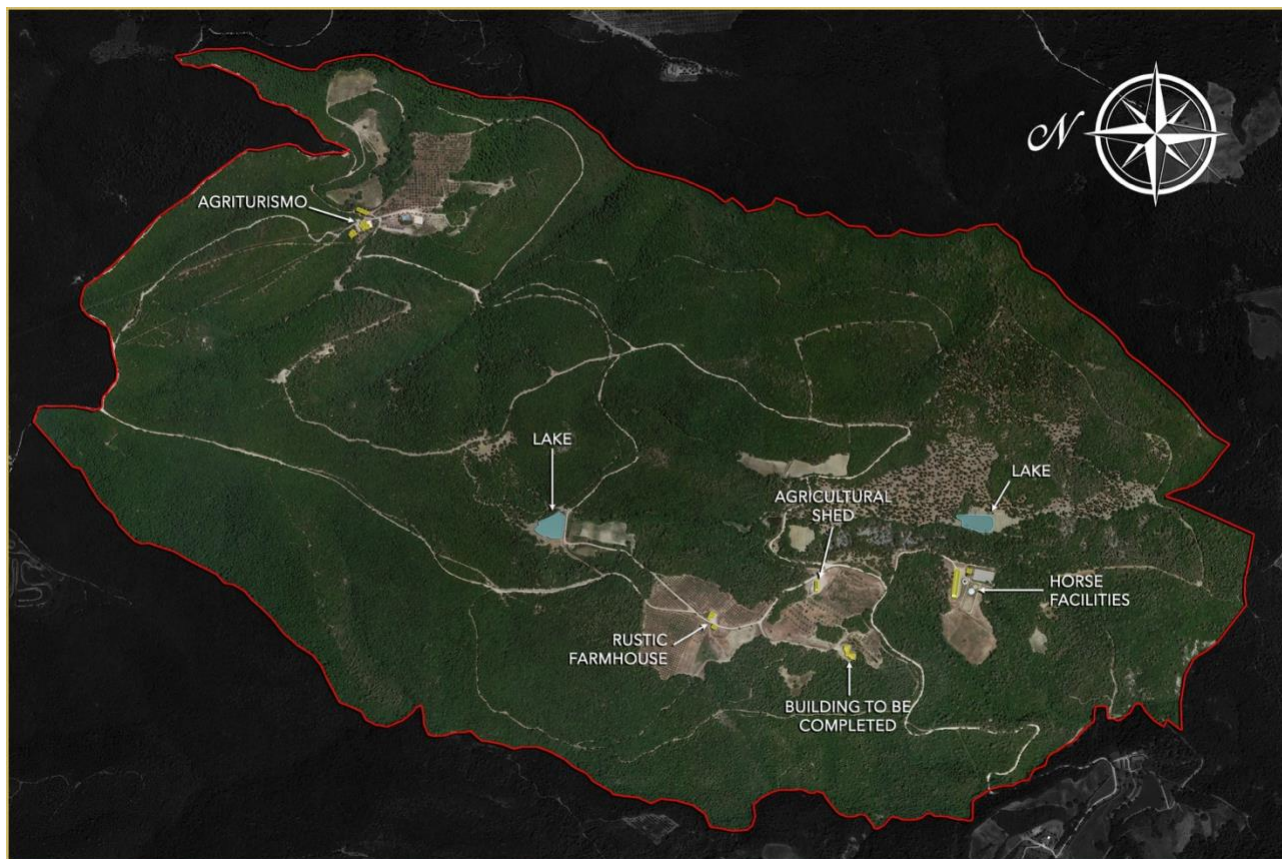 N
AGRITURISMO
LAKE
AGRICULTURAL
SHED
LAKE
HORSE
FACILITIES
RUSTIC
FARMHOUSE
BUILDING TO BE
COMPLETED